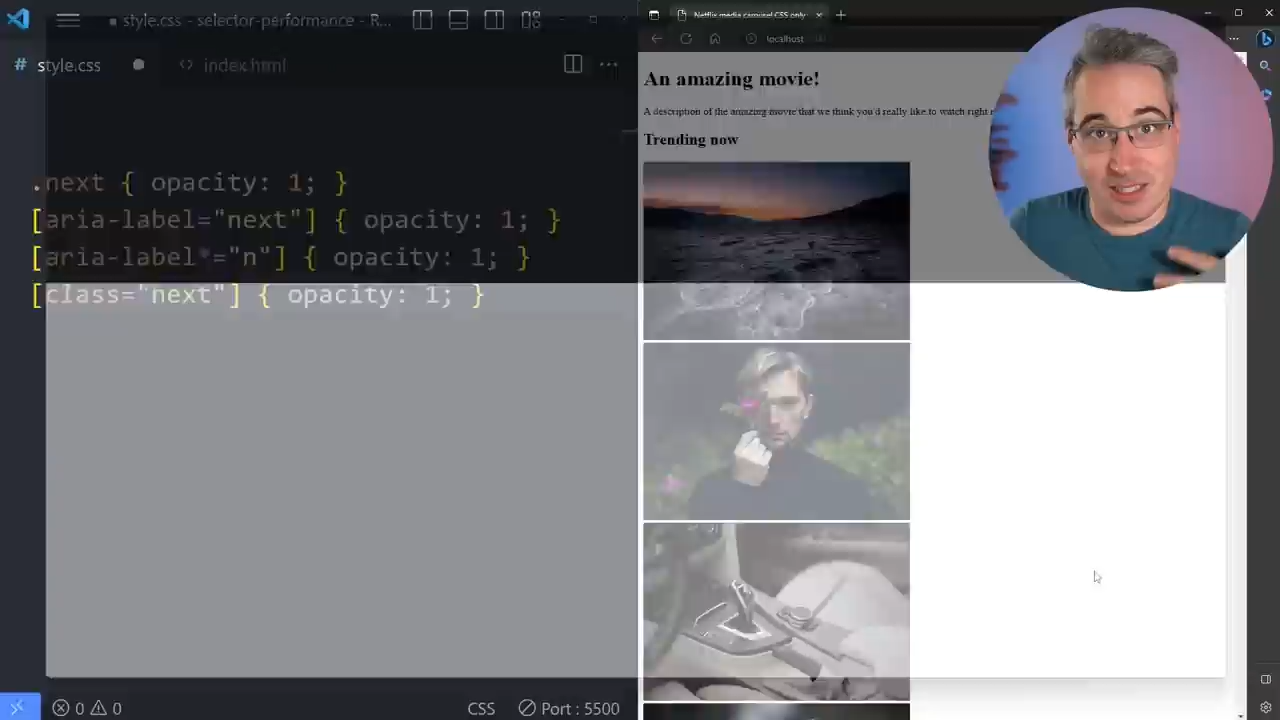 style.css - selector-performance - R...
# style.css
<> index.html
...
.next { opacity: 1; }
[aria-label="next"] { opacity: 1; }
[aria-label*="n"] { opacity: 1; }
[class="next"] { opacity: 1; }
0 0
CSS
Port : 5500
Netflix media carousel CSS only
localhost
An amazing movie!
A description of the amazing movie that we think you'd really like to watch right
Trending now